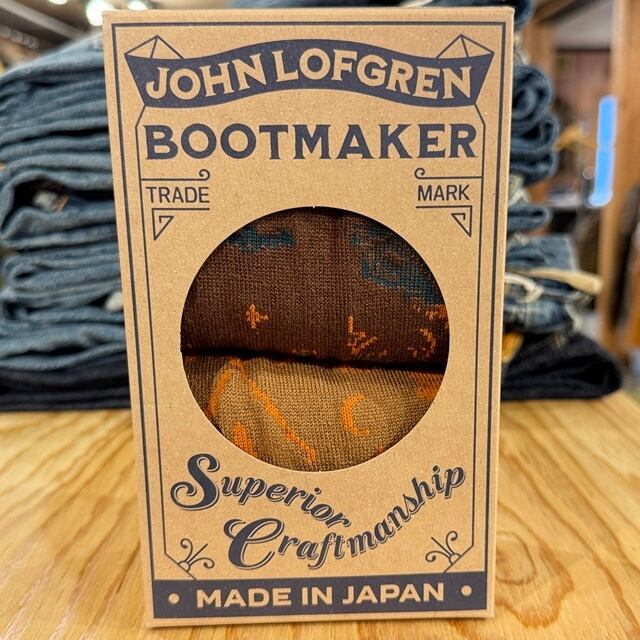 JOHN LOFGREN
BOOTMAKER
TRADE MARK
Superior
Craftmanship
• MADE IN JAPAN •